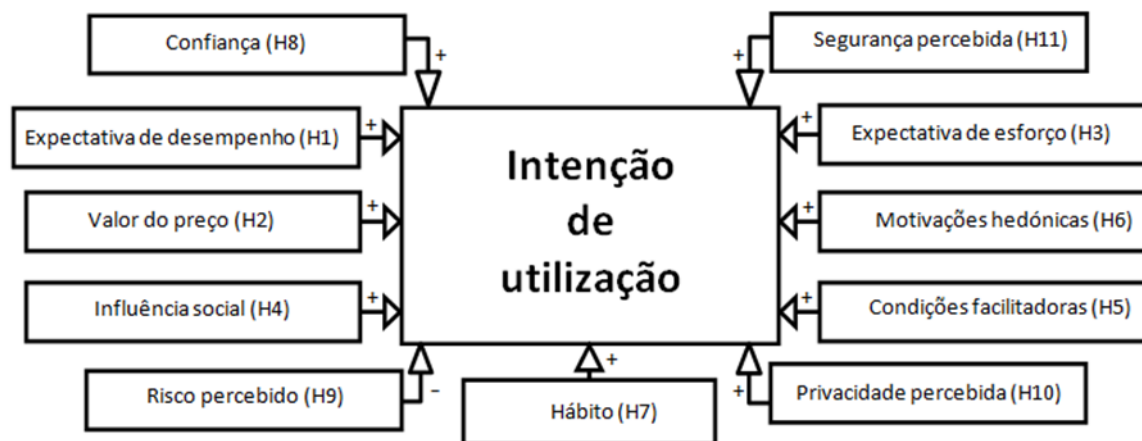 Confiança (H8)
+
Segurança percebida (H11)
+
Expectativa de desempenho (H1)
+
Expectativa de esforço (H3)
+
Intenção
de
utilização
Valor do preço (H2)
+
Motivações hedónicas (H6)
+
Influência social (H4)
+
Condições facilitadoras (H5)
+
Risco percebido (H9)
–
Hábito (H7)
+
Privacidade percebida (H10)
+